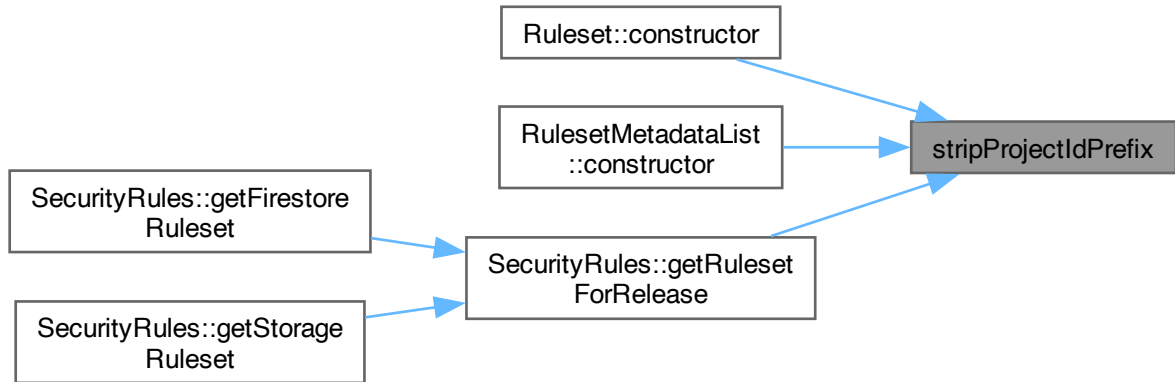 Ruleset::constructor
RulesetMetadataList
::constructor
stripProjectIdPrefix
SecurityRules::getFirestore
Ruleset
SecurityRules::getRuleset
ForRelease
SecurityRules::getStorage
Ruleset